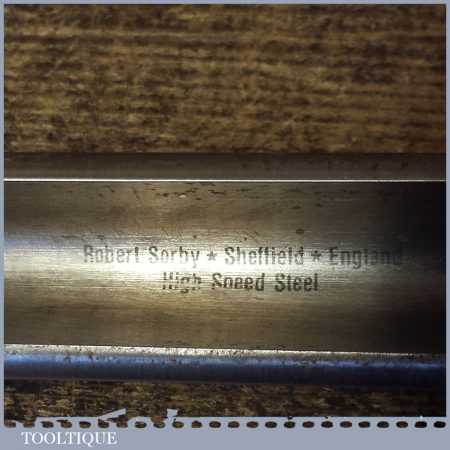 Robert Sorby ★ Sheffield ★ England
High Speed Steel
TOOLTIQUE